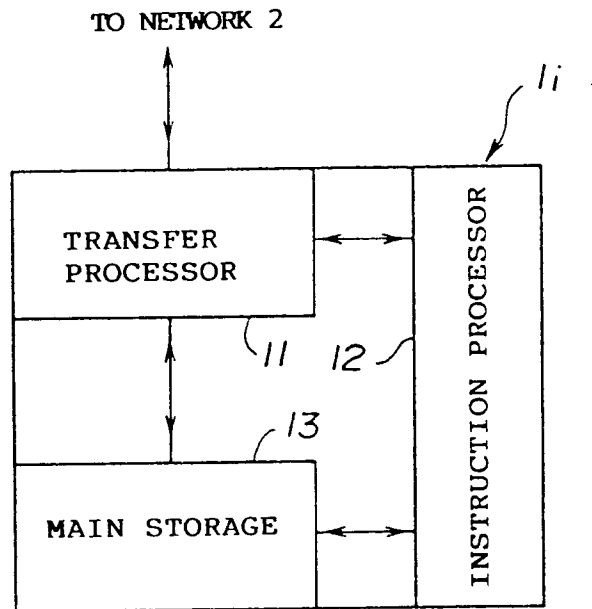 TO NETWORK 2
1i
TRANSFER
PROCESSOR
11
12
INSTRUCTION PROCESSOR
13
MAIN STORAGE